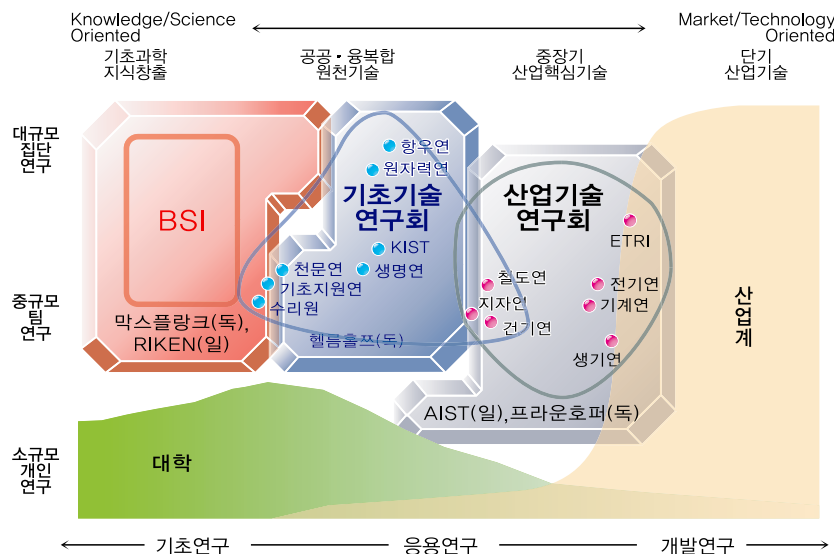 Knowledge/Science
Oriented
Market/Technology
Oriented
기초과학
지식창출
공공·융복합
원천기술
중장기
산업핵심기술
단기
산업기술
대규모
집단
연구
항우연
원자력연
기초기술
연구회
산업기술
연구회
BSI
ETRI
KIST
천문연
생명연
기초지원연
수리원
철도연
전기연
지자연
기계연
건기연
생기연
중규모
팀
연구
막스플랑크(독),
RIKEN(일)
헬름홀쯔(독)
산업계
AIST(일),프라운호퍼(독)
소규모
개인
연구
대학
기초연구
응용연구
개발연구